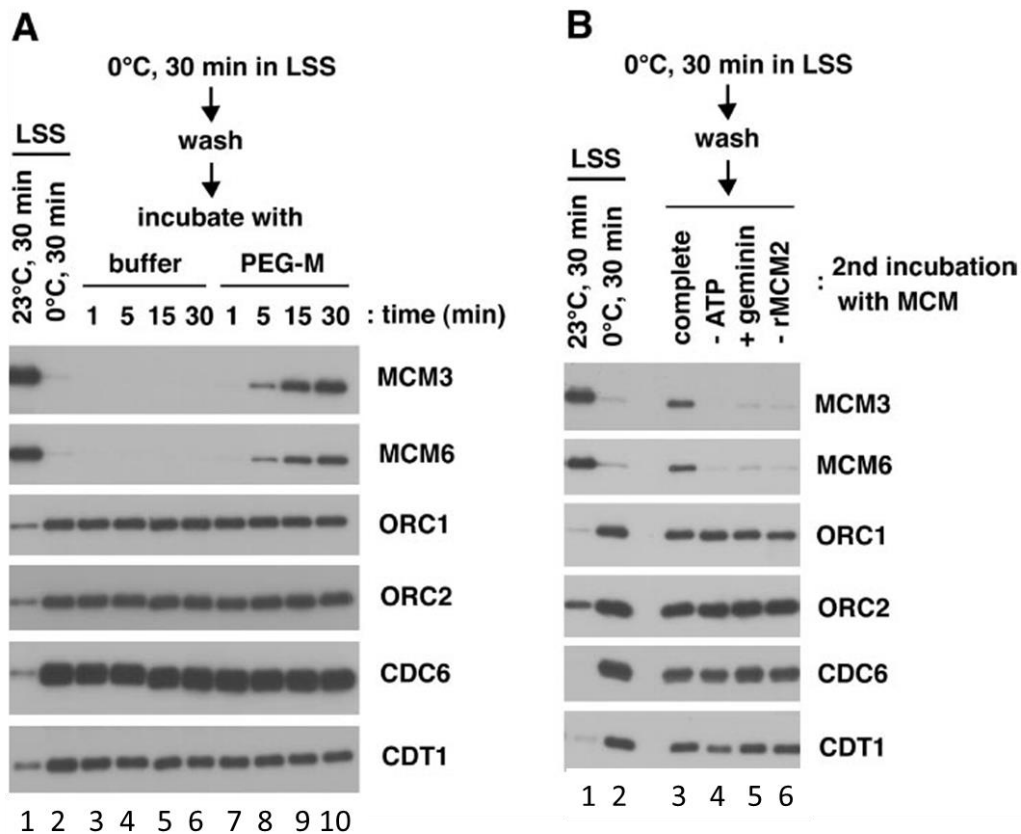 A
0°C, 30 min in LSS
LSS
wash
23°C, 30 min
0°C, 30 min
incubate with
buffer
PEG-M
1 5 15 30 1 5 15 30 : time (min)
MCM3
MCM6
ORC1
ORC2
CDC6
CDT1
1 2 3 4 5 6 7 8 9 10
B
0°C, 30 min in LSS
wash
LSS
23°C, 30 min
0°C, 30 min
complete
- ATP
+ geminin
- rMCM2
: 2nd incubation
with MCM
MCM3
MCM6
ORC1
ORC2
CDC6
CDT1
1 2 3 4 5 6